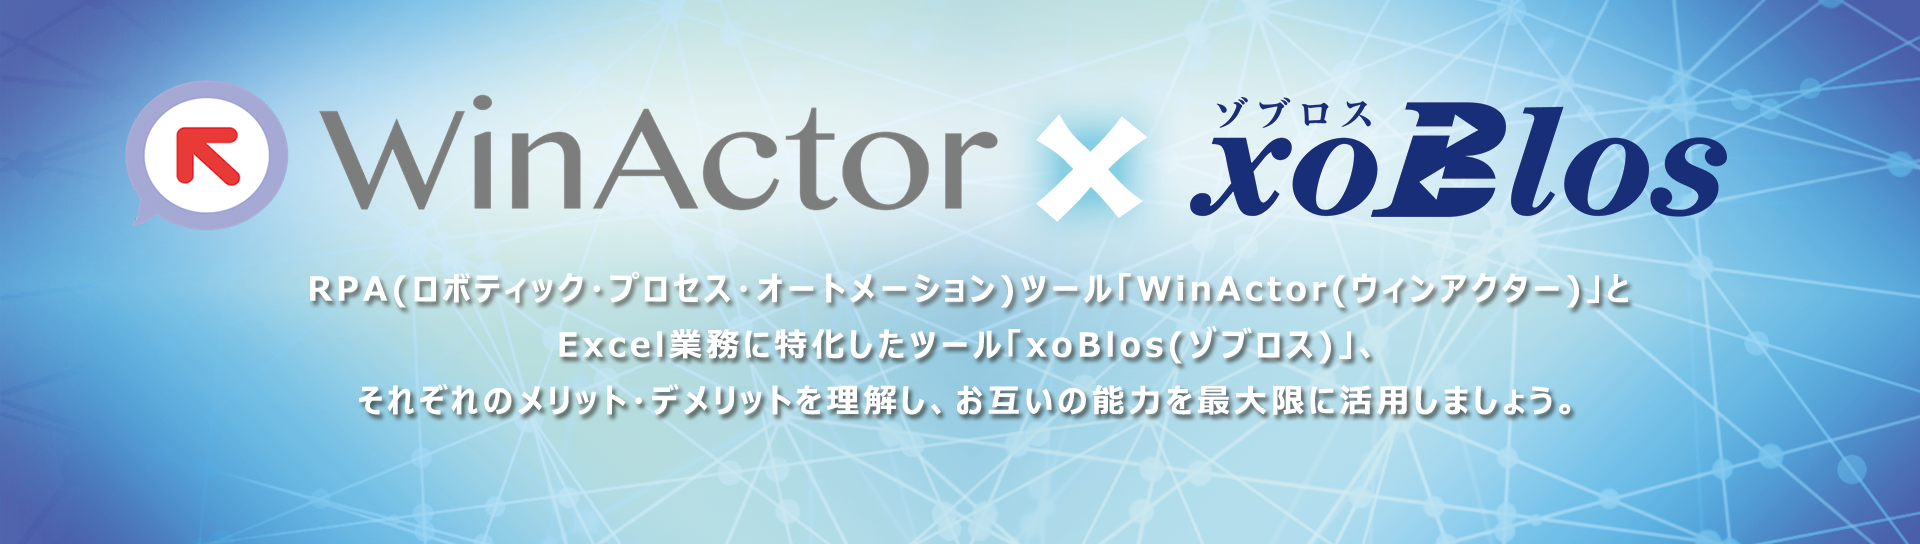 WinActor × xoBlos
ゾブロス
RPA(ロボティック・プロセス・オートメーション)ツール「WinActor(ウィンアクター)」と
Excel業務に特化したツール「xoBlos(ゾブロス)」、
それぞれのメリット・デメリットを理解し、お互いの能力を最大限に活用しましょう。